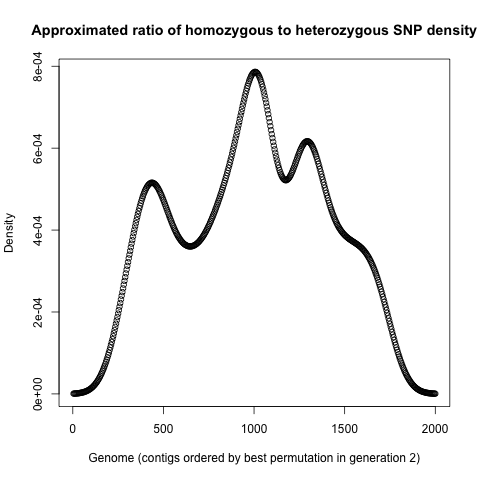 Approximated ratio of homozygous to heterozygous SNP density
8e-04
6e-04
4e-04
2e-04
0e+00
Density
0 500 1000 1500 2000
Genome (contigs ordered by best permutation in generation 2)